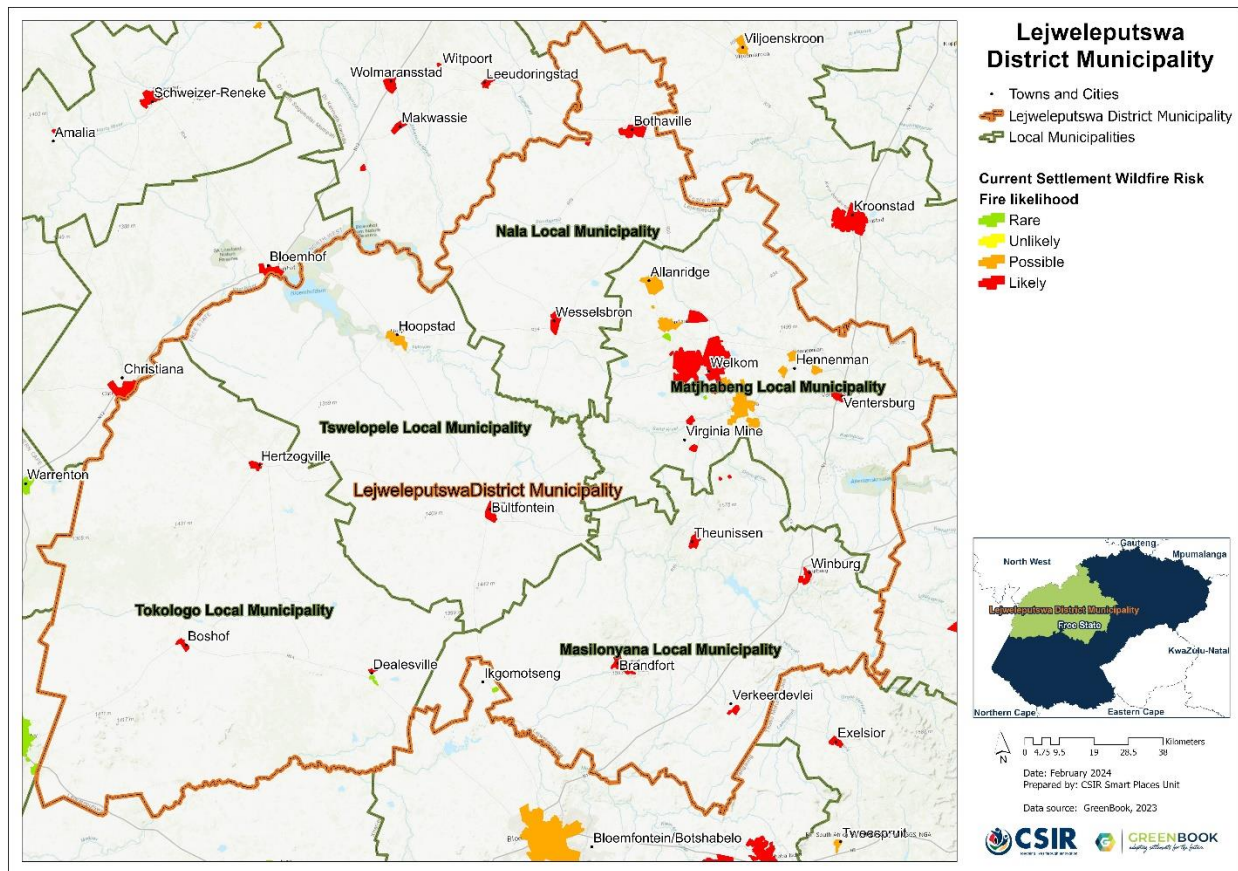 Lejweleputswa
District Municipality
Towns and Cities
Lejweleputswa District Municipality
Local Municipalities
Current Settlement Wildfire Risk
Fire likelihood
Rare
Unlikely
Possible
Likely
Viljoenskroon
Witpoort
Wolmaransstad
Leeudoringstad
Schweizer-Reneke
Makwassie
Bothaville
Amalia
Kroonstad
Nala Local Municipality
Bloemhof
Allanridge
Wesselsbron
Hoopstad
Welkom
Hennenman
Christiana
Matjhabeng Local Municipality
Ventersburg
Tswelopele Local Municipality
Virginia Mine
Hertzogville
Warrenton
LejweleputswaDistrict Municipality
Bultfontein
Theunissen
Winburg
Tokologo Local Municipality
Boshof
Masilonyana Local Municipality
Brandfort
Dealesville
Ikgomotseng
Verkeerdevlei
Exelsior
Bloemfontein/Botshabelo
Tweespruit
Gauteng
Mpumalanga
North West
Lejweleputswa District Municipality
Free State
KwaZulu-Natal
Northern Cape
Eastern Cape
N
Kilometers
0 4.75 9.5 19 28.5 38
Date: February 2024
Prepared by: CSIR Smart Places Unit
Data source: GreenBook, 2023
CSIR
GREENBOOK
adapting settlements for the future